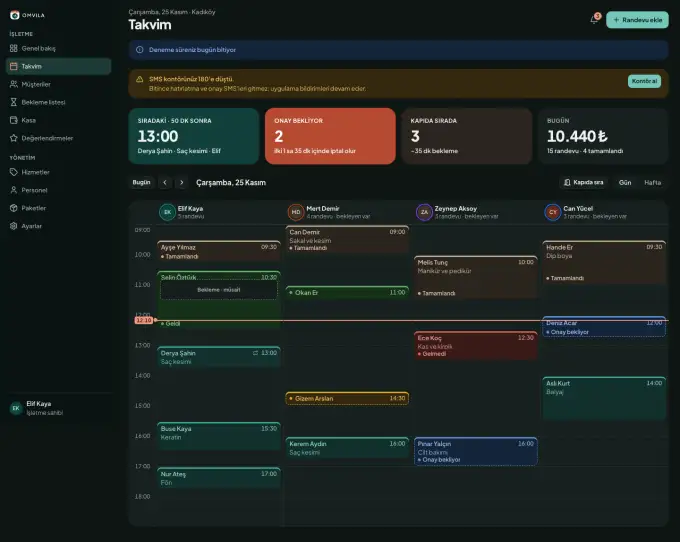 OMVILA
İŞLETME
Genel bakış
Takvim
Müşteriler
Bekleme listesi
Kasa
Değerlendirmeler
YÖNETİM
Hizmetler
Personel
Paketler
Ayarlar
EK
Elif Kaya
İşletme sahibi
Çarşamba, 25 Kasım · Kadıköy
Takvim
+ Randevu ekle
Deneme süreniz bugün bitiyor
SMS kontörünüz 180'e düştü.
Bitince hatırlatma ve onay SMS'leri gitmez; uygulama bildirimleri devam eder.
Kontör al
SIRADAKİ · 50 DK SONRA
13:00
Derya Şahin · Saç kesimi · Elif
ONAY BEKLİYOR
2
İlki 1 sa 35 dk içinde iptal olur
KAPIDA SIRADA
3
~35 dk bekleme
BUGÜN
10.440 ₺
15 randevu · 4 tamamlandı
Bugün
Çarşamba, 25 Kasım
Kapıda sıra
Gün
Hafta
EK
Elif Kaya
5 randevu
MD
Mert Demir
4 randevu · bekleyen var
ZA
Zeynep Aksoy
3 randevu · bekleyen var
CY
Can Yücel
3 randevu · bekleyen var
09:00
10:00
11:00
12:00
12:10
13:00
14:00
15:00
16:00
17:00
18:00
Ayşe Yılmaz 09:30
Tamamlandı
Selin Öztürk 10:30
Bekleme · müsait
Geldi
Derya Şahin 13:00
Saç kesimi
Buse Kaya 15:30
Keratin
Nur Ateş 17:00
Fön
Can Demir 09:00
Sakal ve kesim
Tamamlandı
Okan Er 11:00
Gizem Arslan 14:30
Kerem Aydın 16:00
Saç kesimi
Melis Tunç 10:00
Manikür ve pedikür
Tamamlandı
Ece Koç 12:30
Kaş ve kirpik
Gelmedi
Pınar Yalçın 16:00
Cilt bakımı
Onay bekliyor
Hande Er 09:30
Dip boya
Tamamlandı
Deniz Acar 12:00
Onay bekliyor
Aslı Kurt 14:00
Balyaj